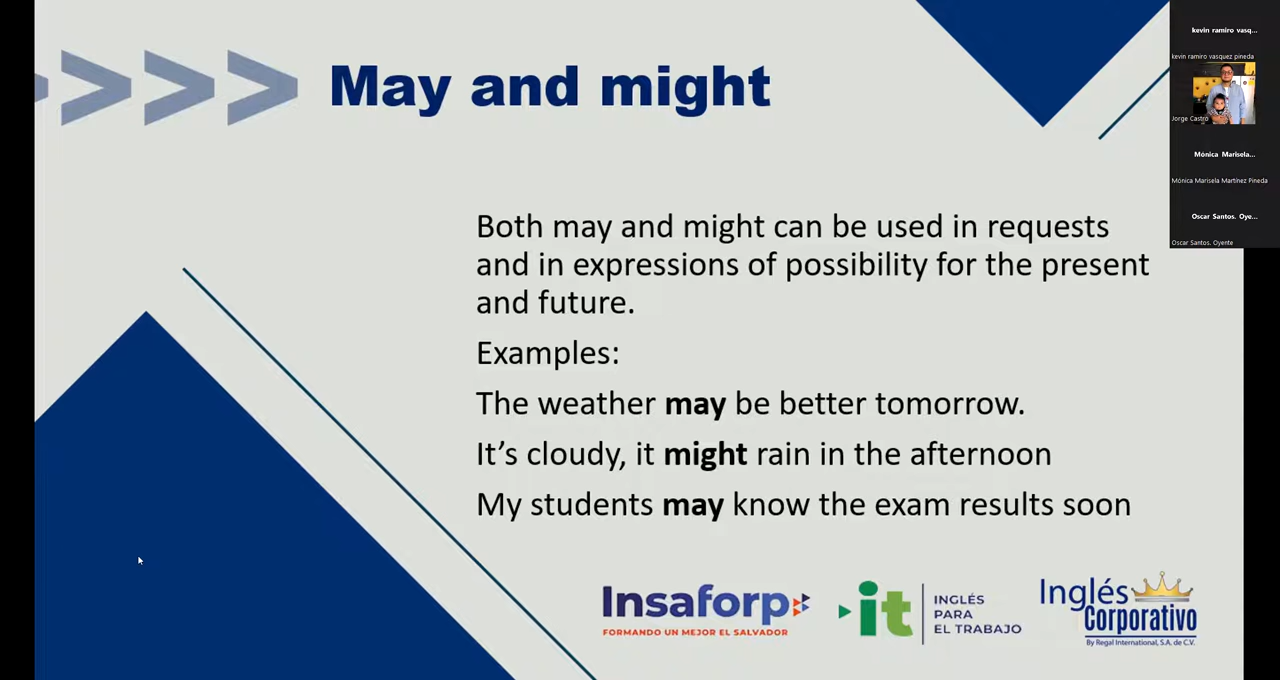 May and might
Both may and might can be used in requests
and in expressions of possibility for the present
and future.
Examples:
The weather may be better tomorrow.
It's cloudy, it might rain in the afternoon
My students may know the exam results soon
Insaforp
FORMANDO UN MEJOR EL SALVADOR
it
INGLÉS
PARA
EL TRABAJO
Inglés
Corporativo
By Regal International, S.A. de C.V.
kevin ramiro vasq...
kevin ramiro vasquez pineda
Jorge Castro
Mónica Marisela...
Mónica Marisela Martínez Pineda
Oscar Santos. Oye...
Oscar Santos. Oyente